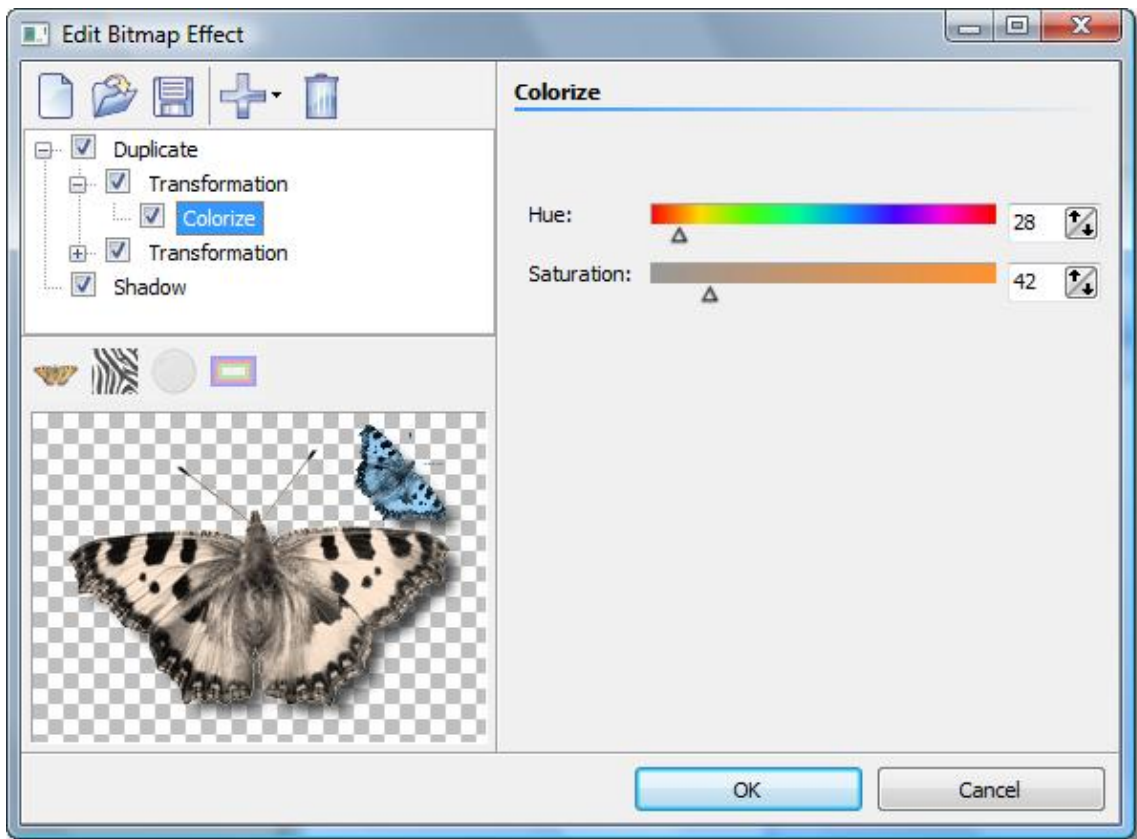 Edit Bitmap Effect
Colorize
Duplicate
Transformation
Colorize
Transformation
Shadow
Hue:
28
Saturation:
42
OK
Cancel